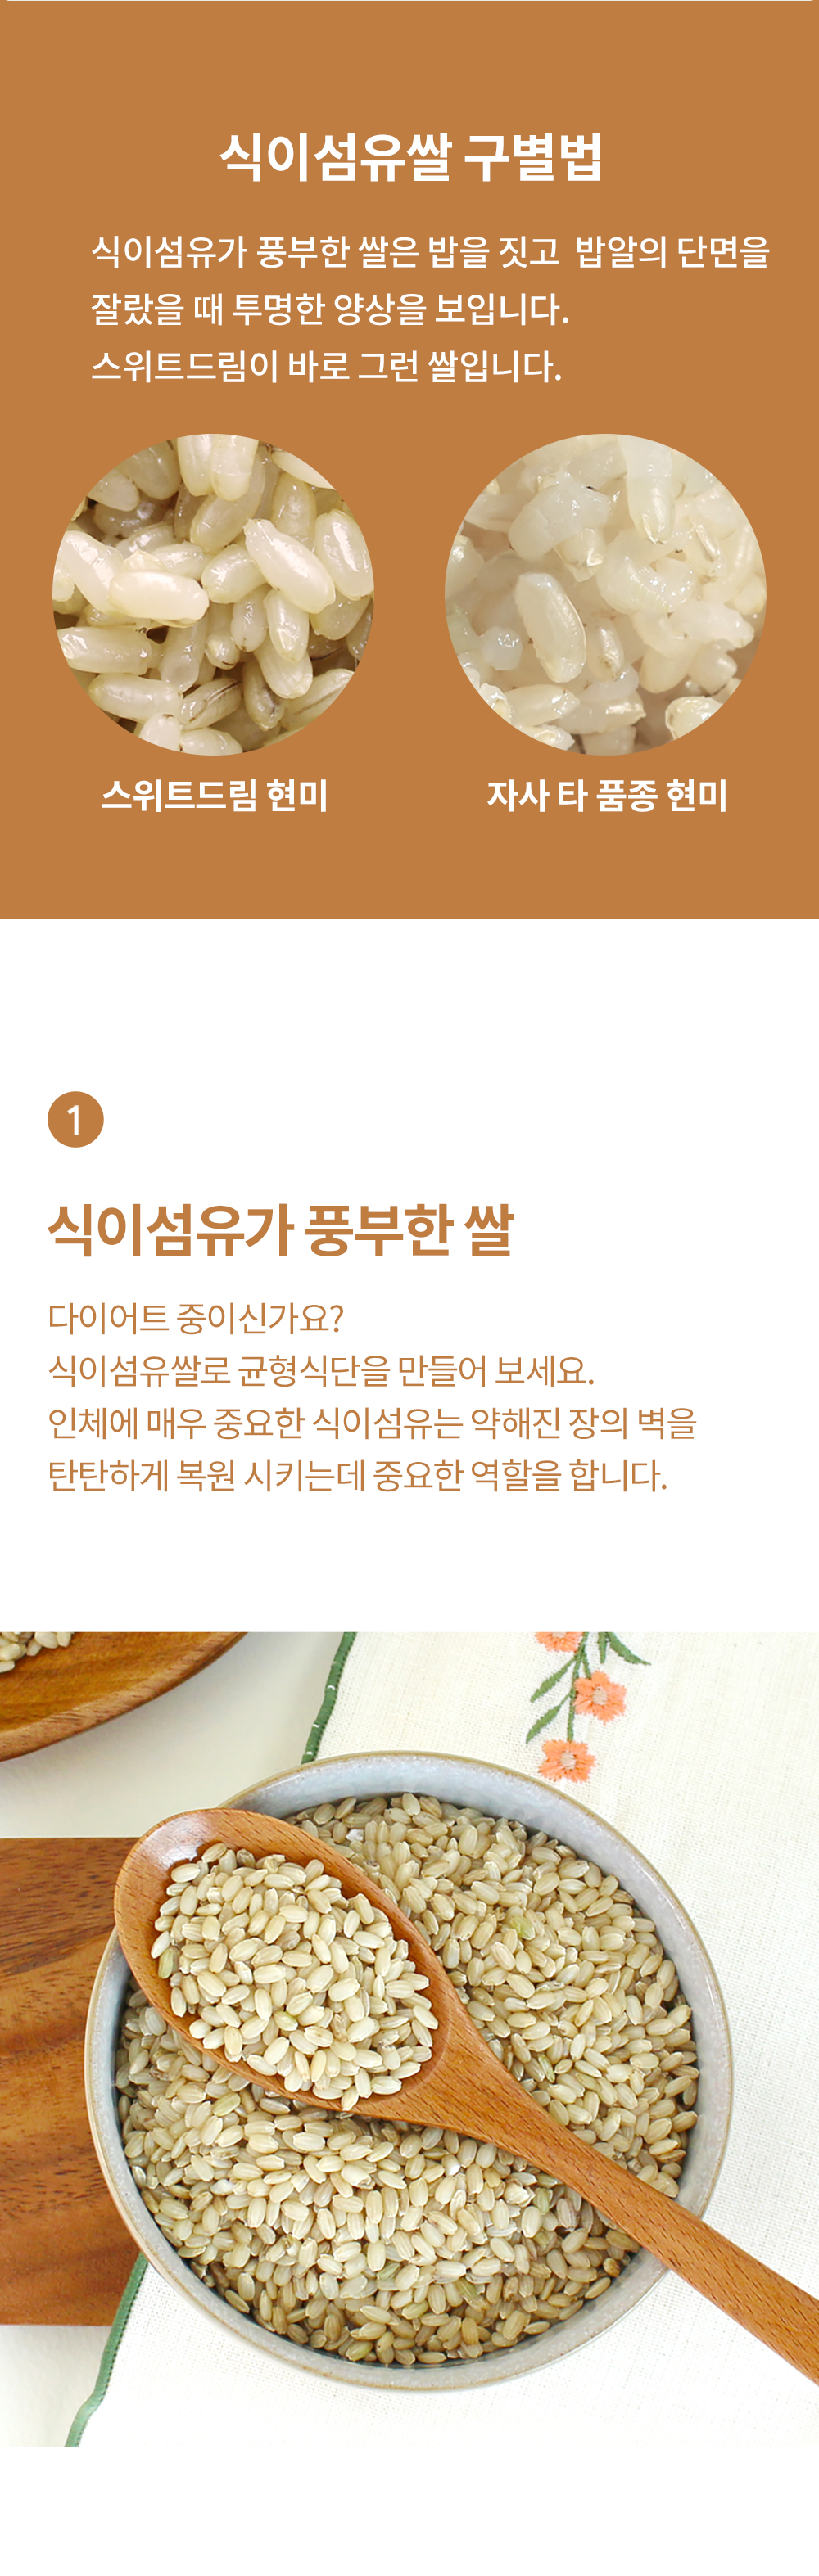 식이섬유쌀 구별법
식이섬유가 풍부한 쌀은 밥을 짓고 밥알의 단면을
잘랐을 때 투명한 양상을 보입니다.
스위트드림이 바로 그런 쌀입니다.
스위트드림 현미
자사 타 품종 현미
1
식이섬유가 풍부한 쌀
다이어트 중이신가요?
식이섬유쌀로 균형식단을 만들어 보세요.
인체에 매우 중요한 식이섬유는 약해진 장의 벽을
탄탄하게 복원 시키는데 중요한 역할을 합니다.